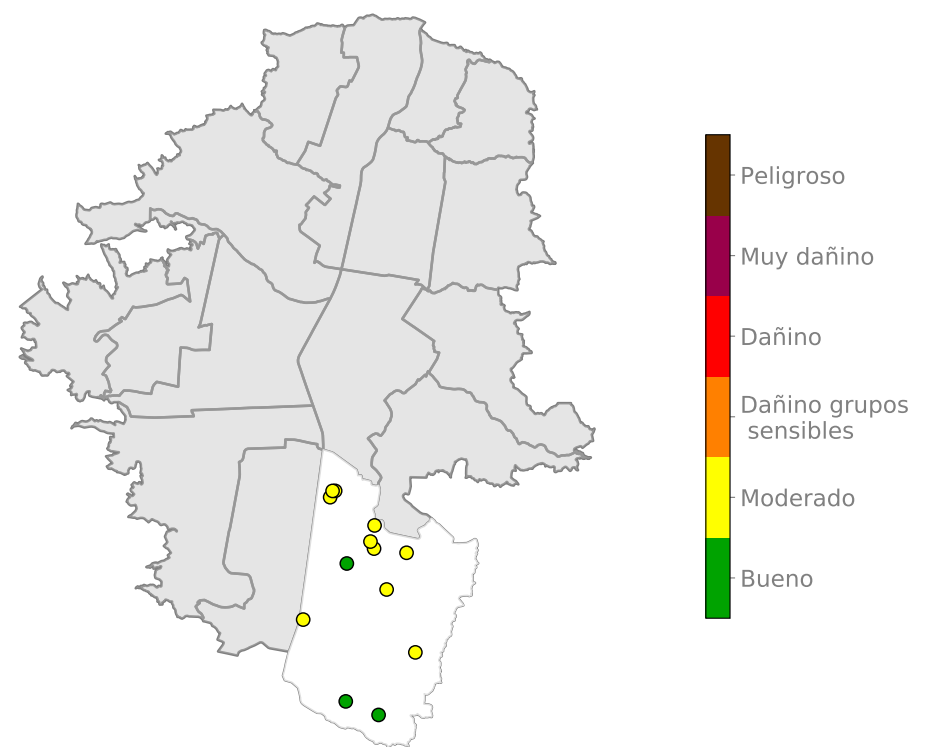 Peligroso
Muy dañino
Dañino
Dañino grupos
sensibles
Moderado
Bueno